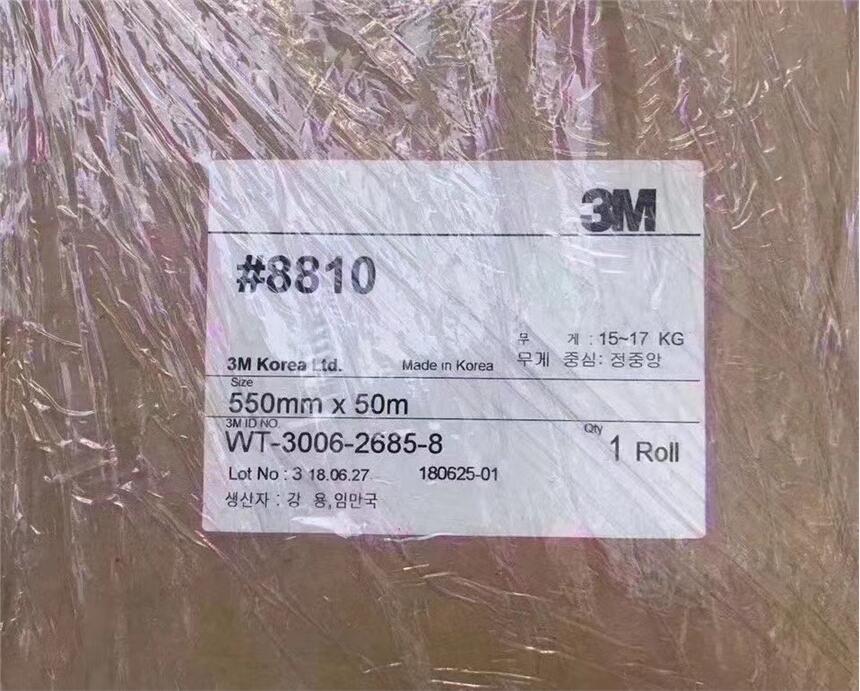 3M
#8810
무 게 : 15~17 KG
3M Korea Ltd. Made in Korea 무게 중심: 정중앙
Size
550mm x 50m
3M ID NO. Qty
WT-3006-2685-8 1 Roll
Lot No : 3 18.06.27 180625-01
생산자 : 강 용,임만국